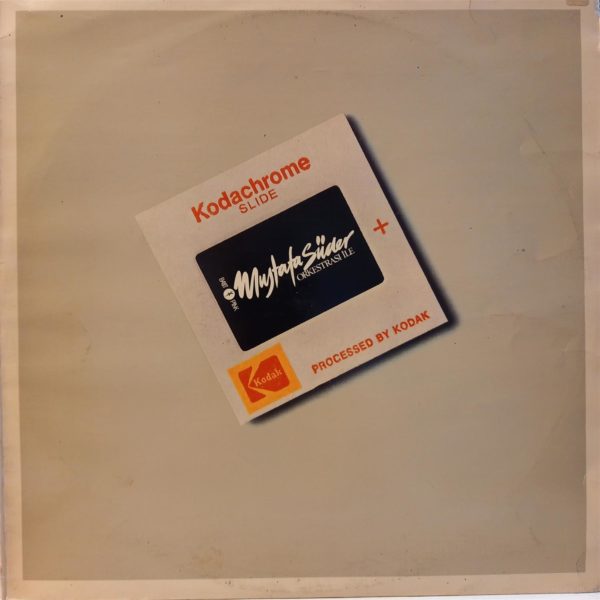 Kodachrome
SLIDE
Mustafa Süder
ORKESTRASI İLE
+
PROCESSED BY KODAK
Kodak